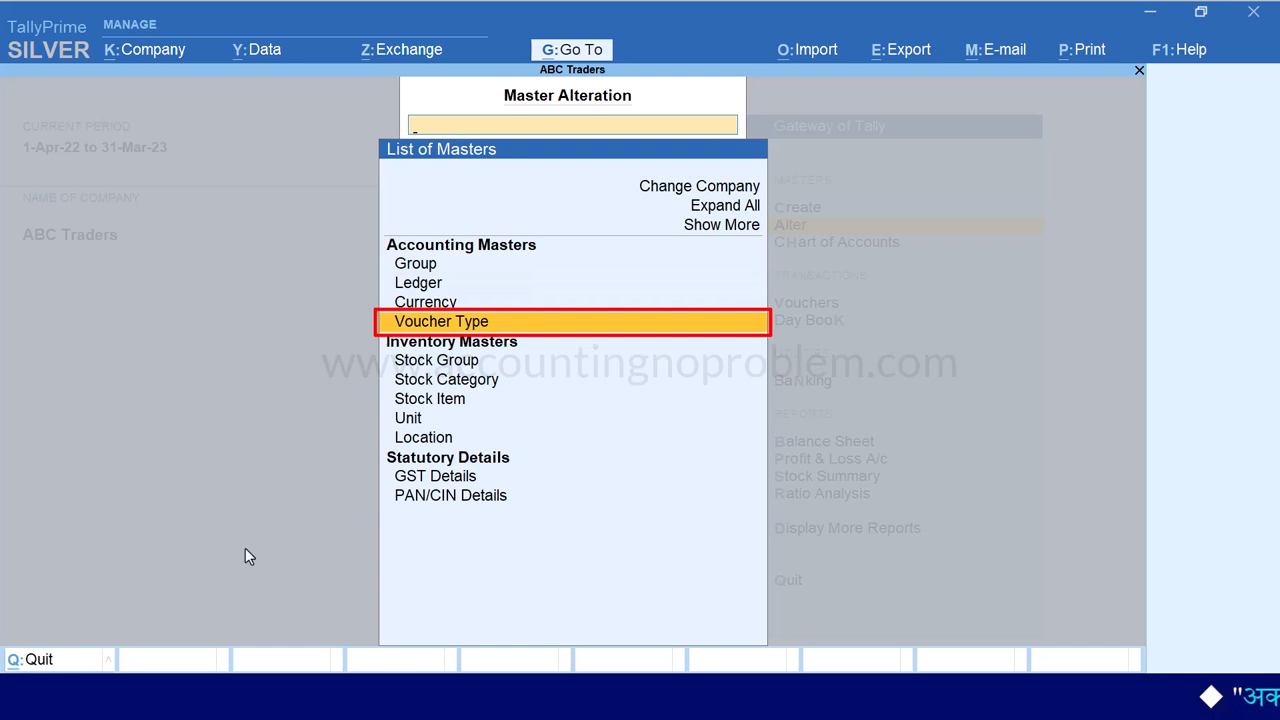 TallyPrime
MANAGE
SILVER
K:Company
Y:Data
Z:Exchange
G:Go To
O:Import
E:Export
M:E-mail
P:Print
F1:Help
ABC Traders
Master Alteration
List of Masters
Change Company
Expand All
Show More
Accounting Masters
Group
Ledger
Currency
Voucher Type
Inventory Masters
Stock Group
Stock Category
Stock Item
Unit
Location
Statutory Details
GST Details
PAN/CIN Details
CURRENT PERIOD
1-Apr-22 to 31-Mar-23
NAME OF COMPANY
ABC Traders
Gateway of Tally
MASTERS
Create
Alter
CHart of Accounts
TRANSACTIONS
Vouchers
Day BooK
BaNking
REPORTS
Balance Sheet
Profit & Loss A/c
Stock Summary
Ratio Analysis
Display More Reports
Quit
www.accountingnoproblem.com
Q:Quit